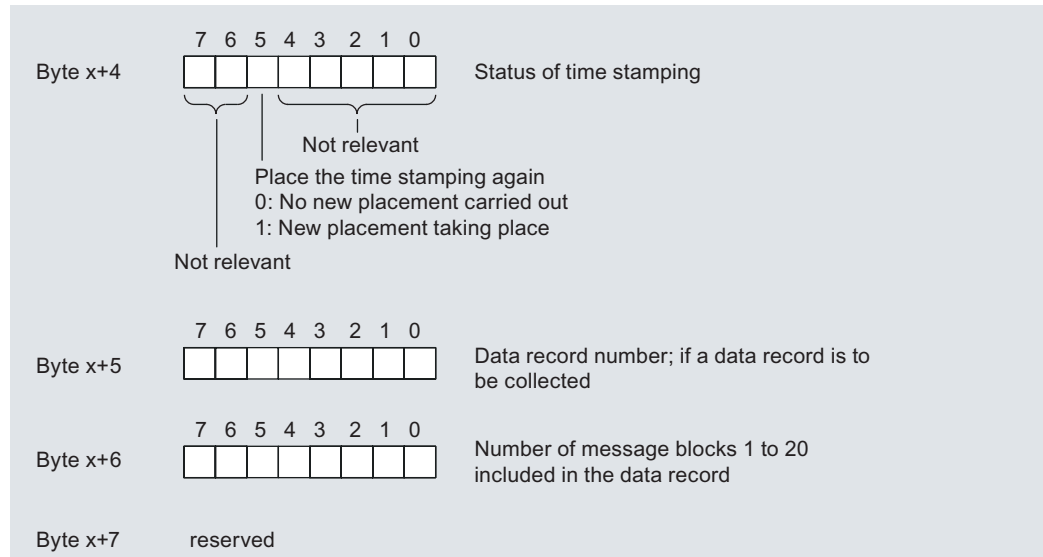 7 6 5 4 3 2 1 0
Byte x+4 Status of time stamping
Not relevant
Place the time stamping again
0: No new placement carried out
1: New placement taking place
Not relevant
7 6 5 4 3 2 1 0
Byte x+5 Data record number; if a data record is to
be collected
7 6 5 4 3 2 1 0
Byte x+6 Number of message blocks 1 to 20
included in the data record
Byte x+7 reserved